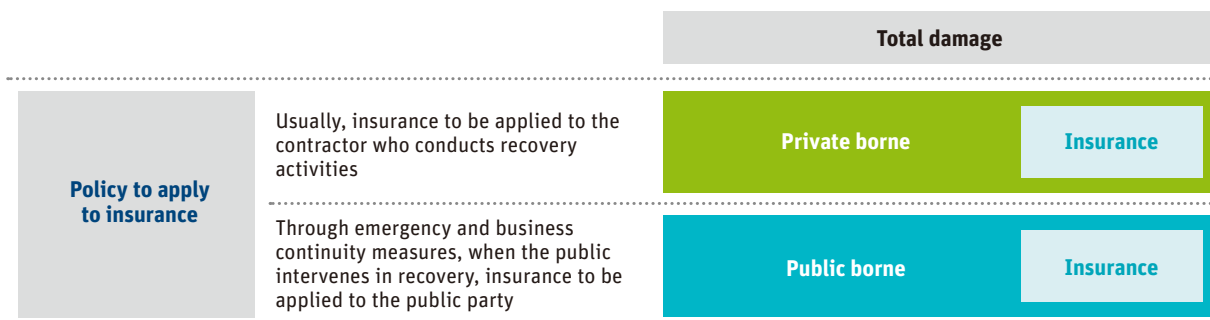 Total damage
Policy to apply
to insurance
Usually, insurance to be applied to the
contractor who conducts recovery
activities
Private borne
Insurance
Through emergency and business
continuity measures, when the public
intervenes in recovery, insurance to be
applied to the public party
Public borne
Insurance